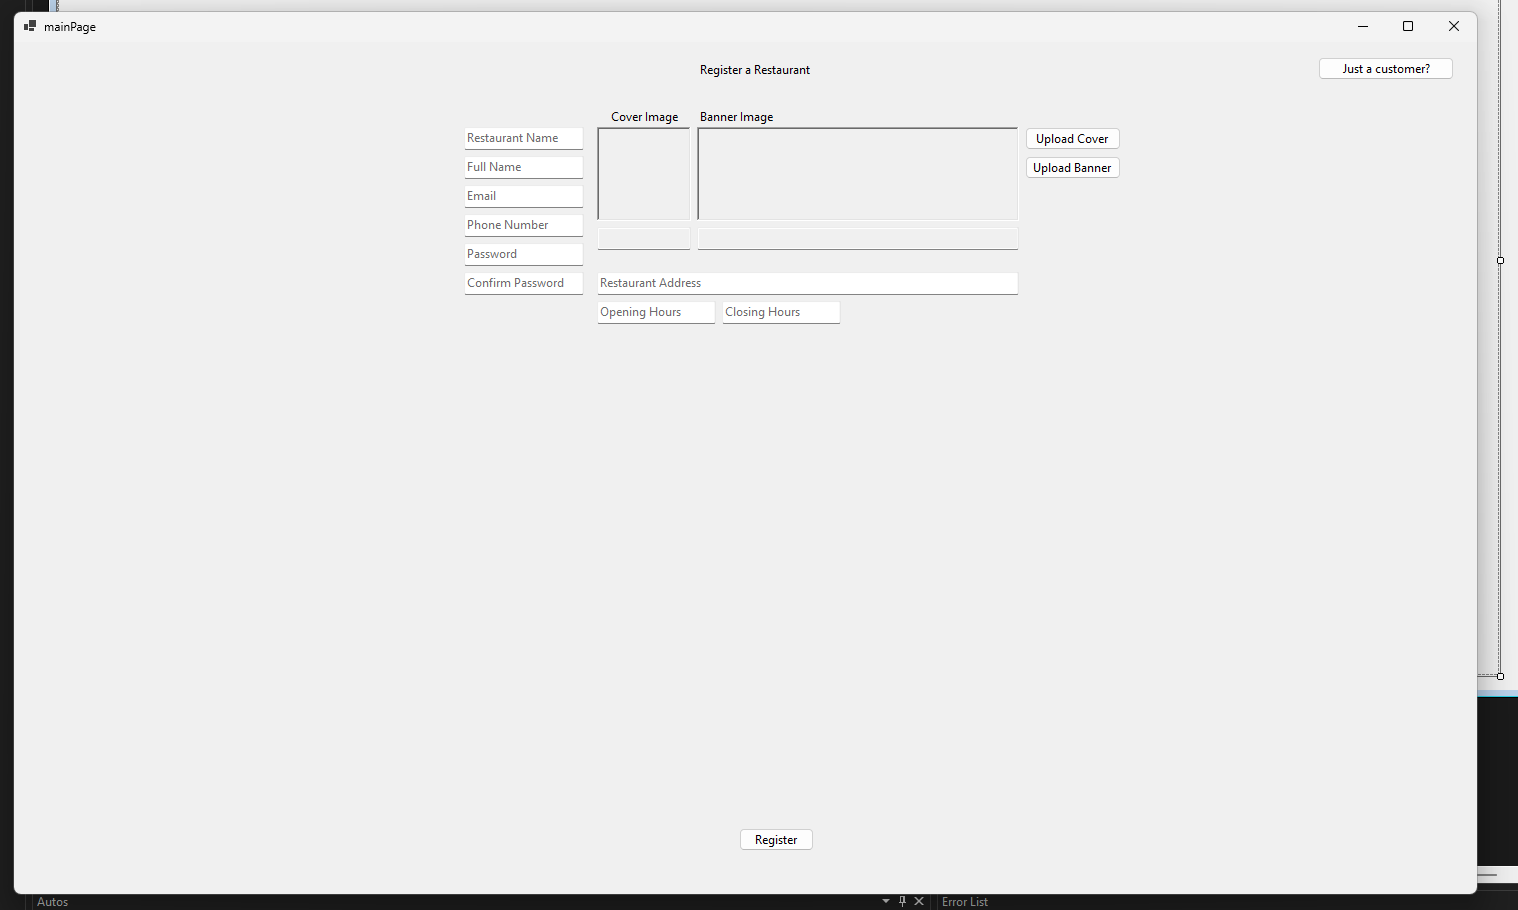 mainPage
Register a Restaurant
Just a customer?
Cover Image
Banner Image
Restaurant Name
Upload Cover
Full Name
Upload Banner
Email
Phone Number
Password
Confirm Password
Restaurant Address
Opening Hours
Closing Hours
Register
Autos
Error List